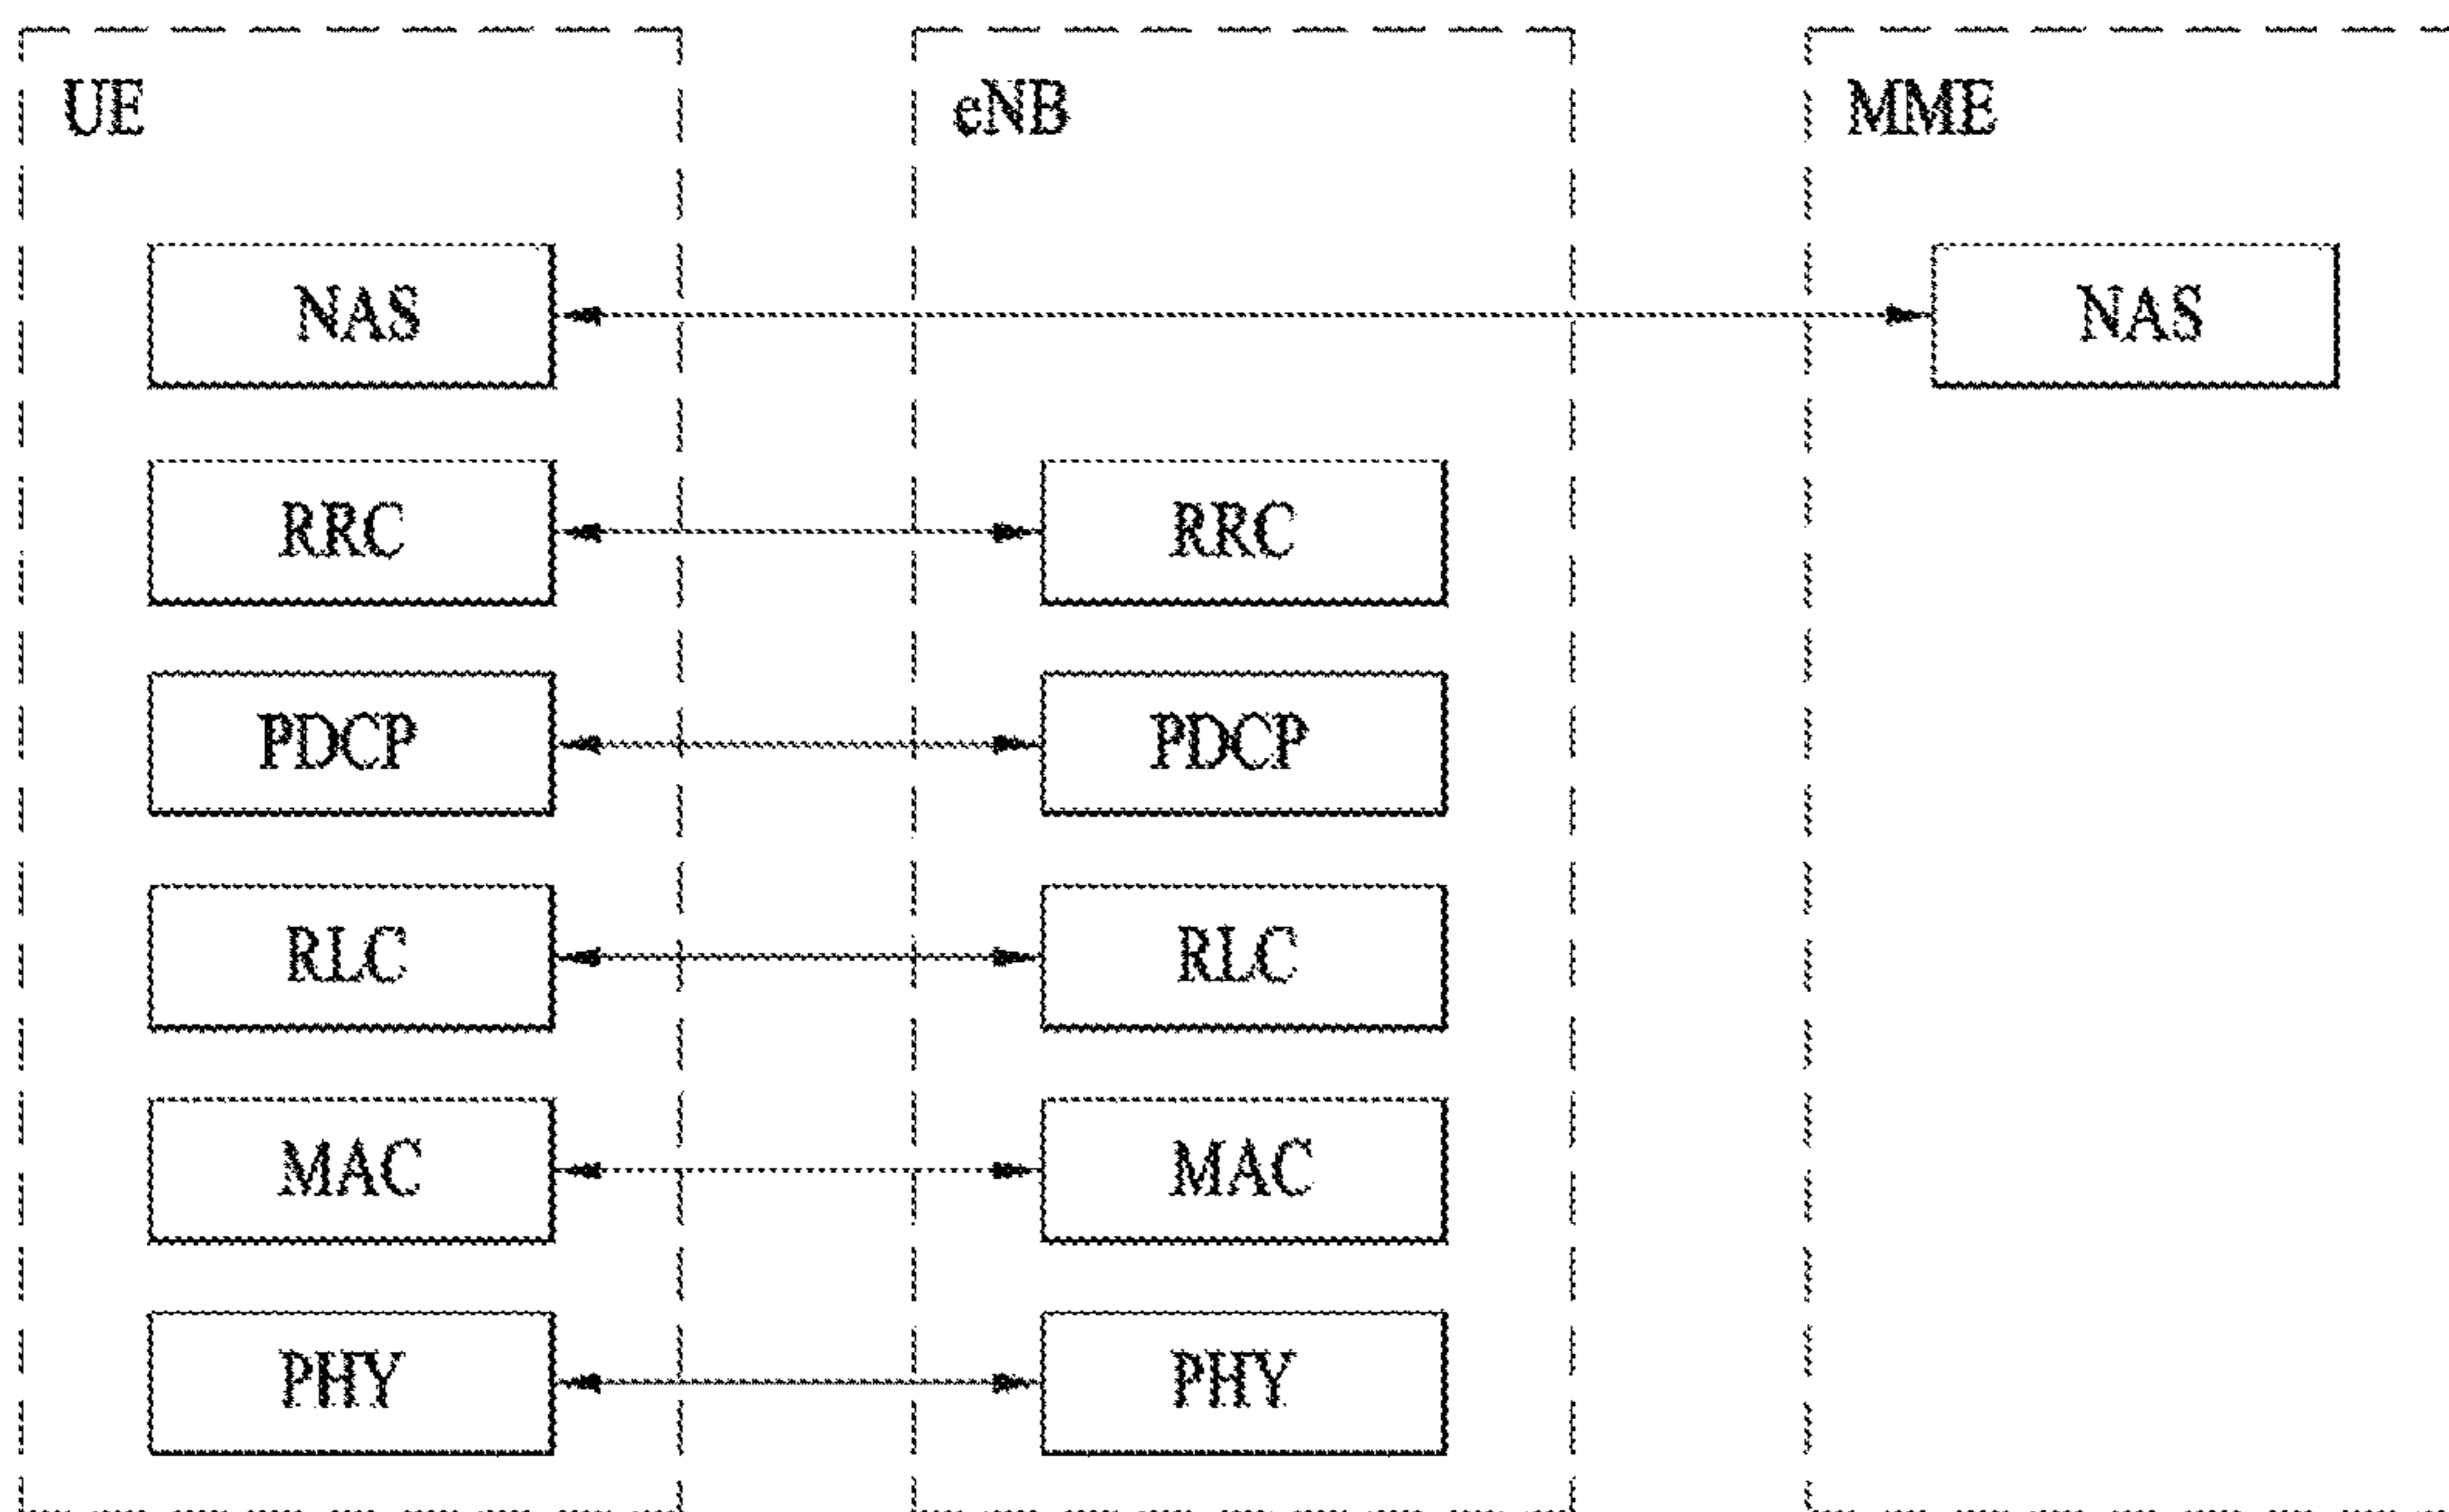 UE eNB MME
NAS NAS
RRC RRC
PDCP PDCP
RLC RLC
MAC MAC
PHY PHY